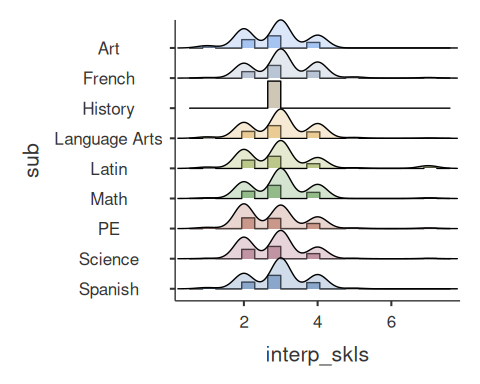 Art
French
History
Language Arts
Latin
Math
PE
Science
Spanish
sub
2 4 6
interp_skls